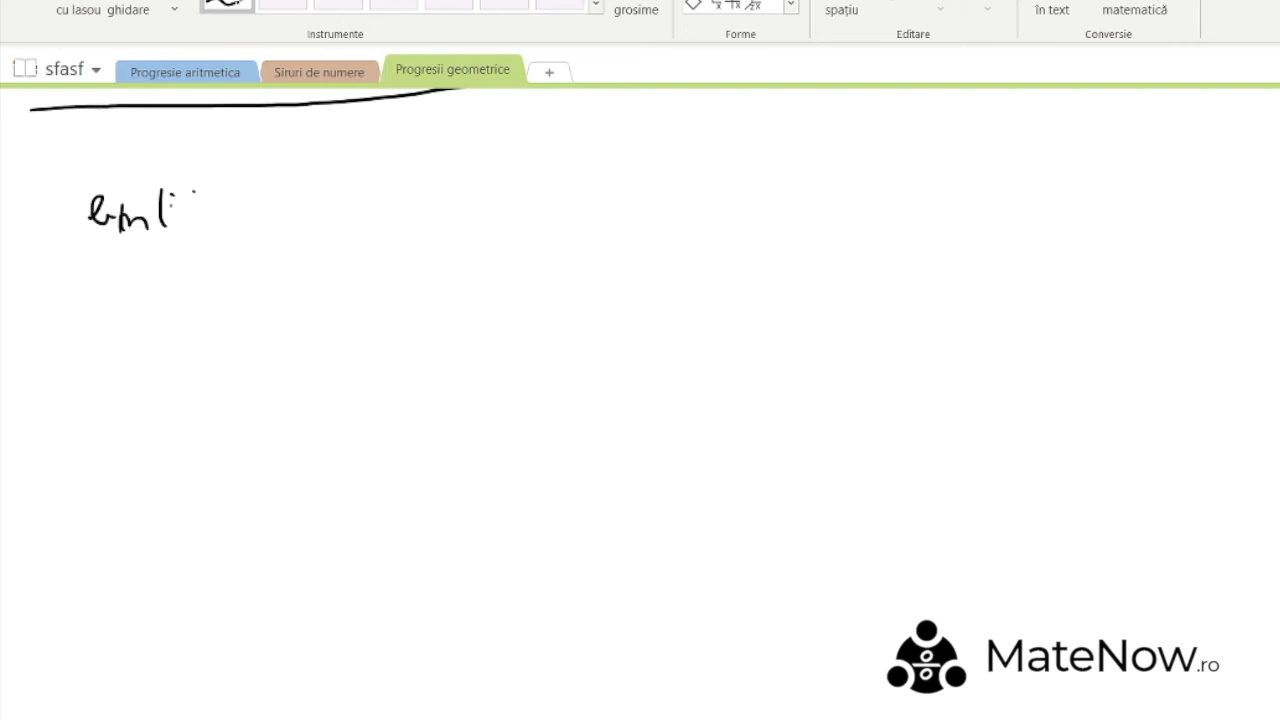 cu lasou ghidare grosime spațiu în text matematică
Instrumente Forme Editare Conversie
sfasf Progresie aritmetica Siruri de numere Progresii geometrice +
MateNow.ro